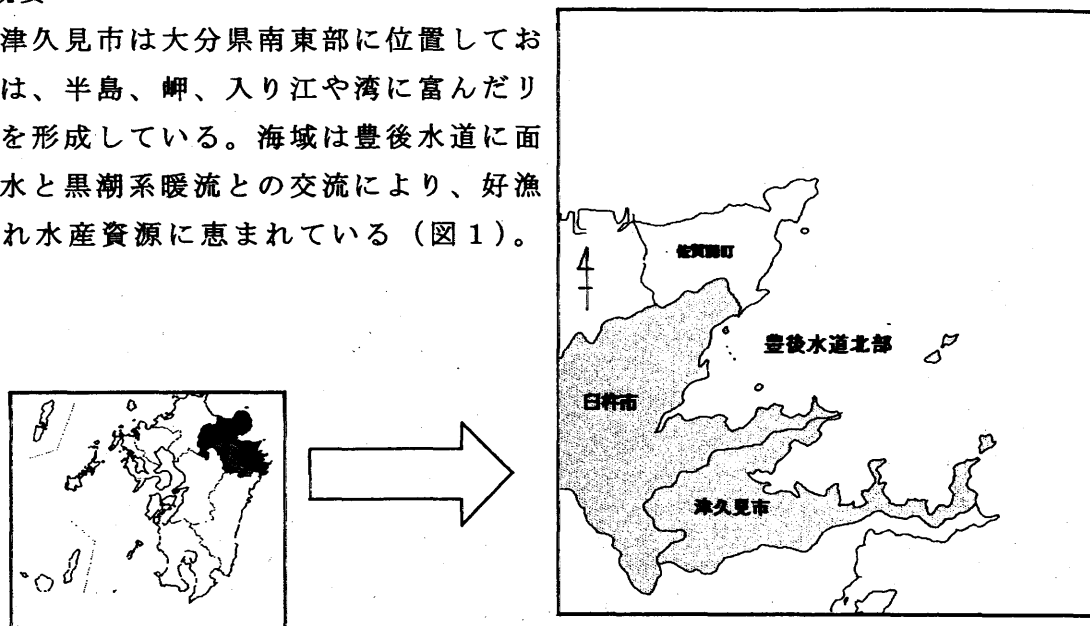 津久見市は大分県南東部に位置してお
は、半島、岬、入り江や湾に富んだリ
を形成している。海域は豊後水道に面
水と黒潮系暖流との交流により、好漁
れ水産資源に恵まれている（図1）。
佐賀関町
豊後水道北部
臼杵市
津久見市